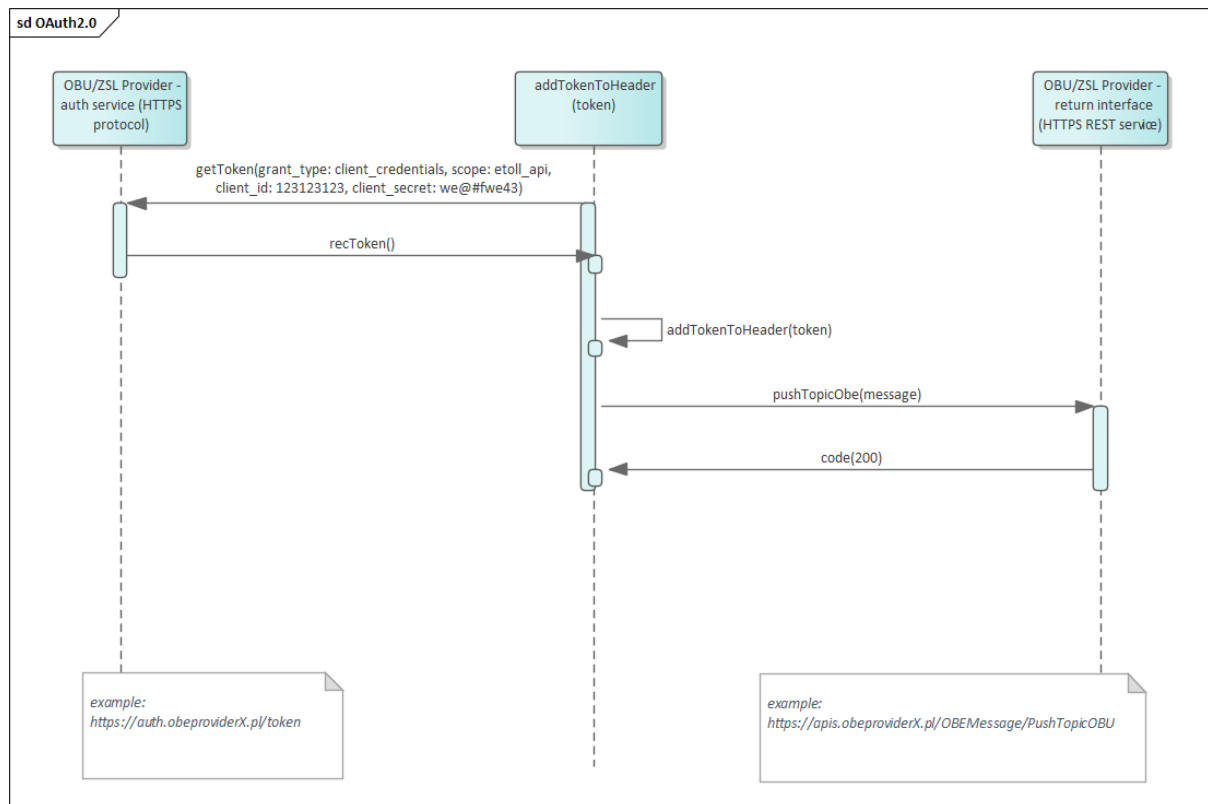 sd OAuth2.0
OBU/ZSL Provider -
auth service (HTTPS
protocol)
addTokenToHeader
(token)
OBU/ZSL Provider -
return interface
(HTTPS REST service)
getToken(grant_type: client_credentials, scope: etoll_api,
client_id: 123123123, client_secret: we@#fwe43)
recToken()
addTokenToHeader(token)
pushTopicObe(message)
code(200)
example:
https://auth.obeproviderX.pl/token
example:
https://apis.obeproviderX.pl/OBEMessage/PushTopicOBU